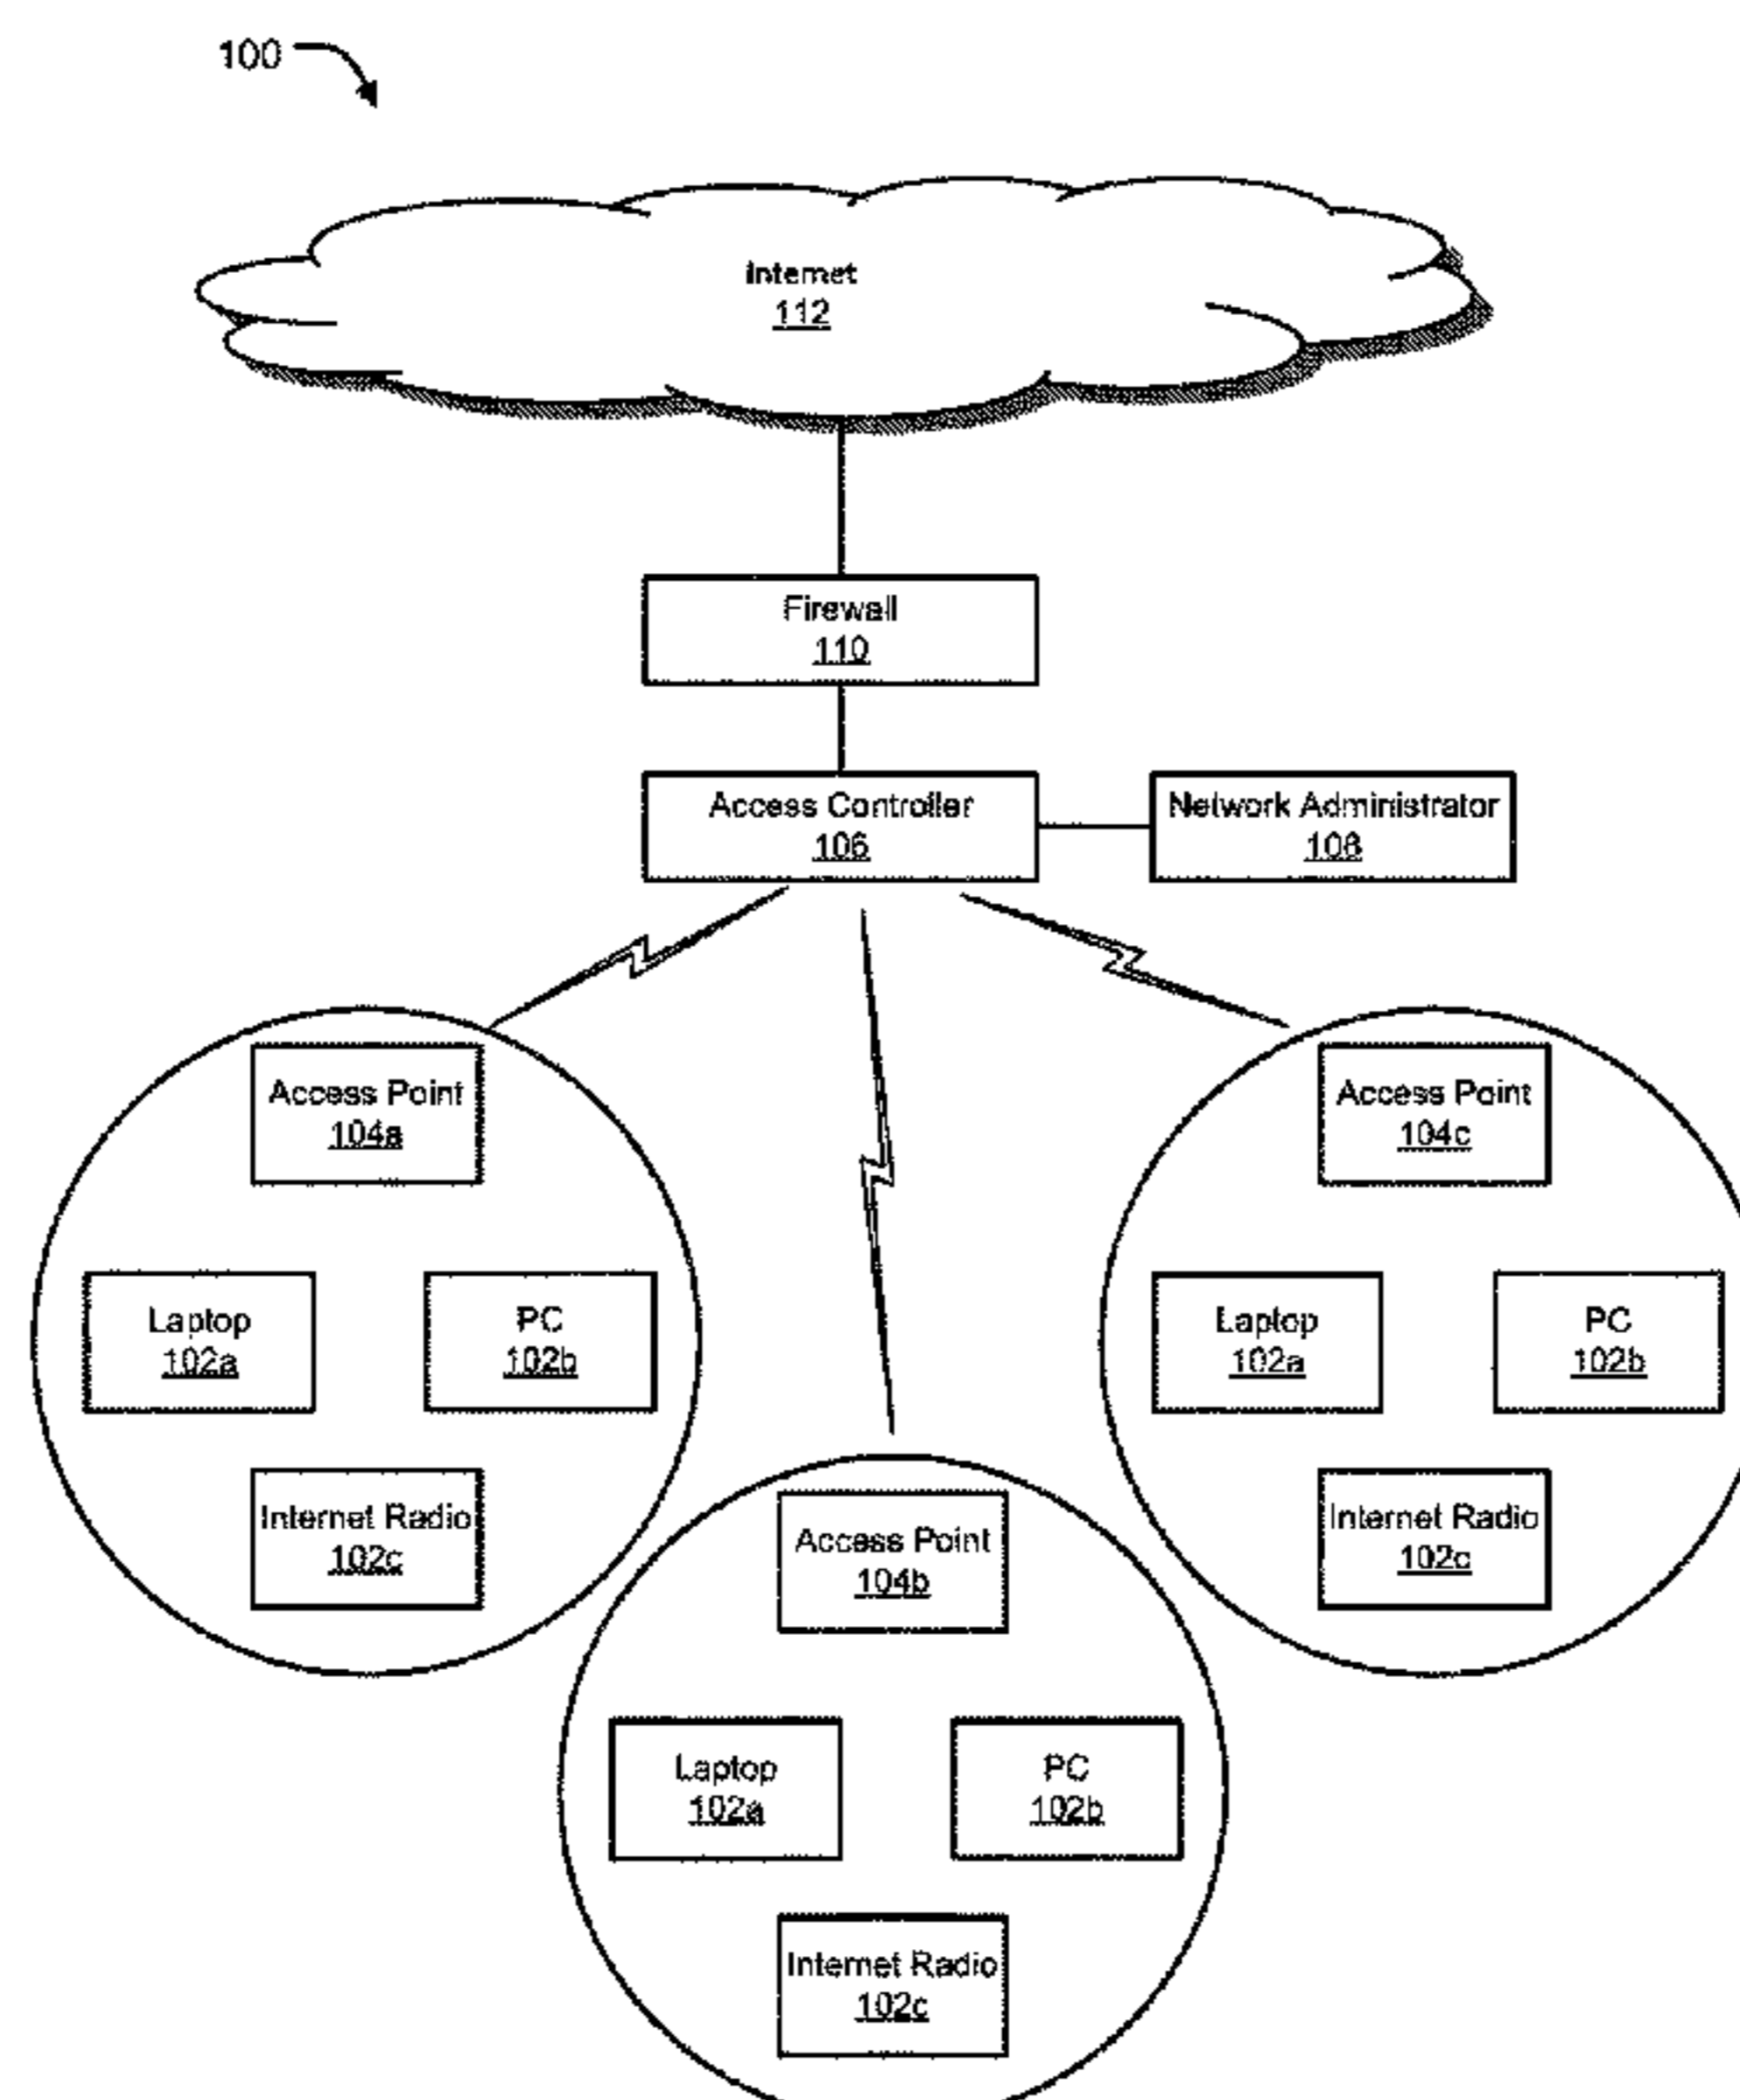 100
Internet
112
Firewall
110
Access Controller
106
Network Administrator
108
Access Point
104a
Access Point
104c
Laptop
102a
PC
102b
Laptop
102a
PC
102b
Internet Radio
102c
Internet Radio
102c
Access Point
104b
Laptop
102a
PC
102b
Internet Radio
102c